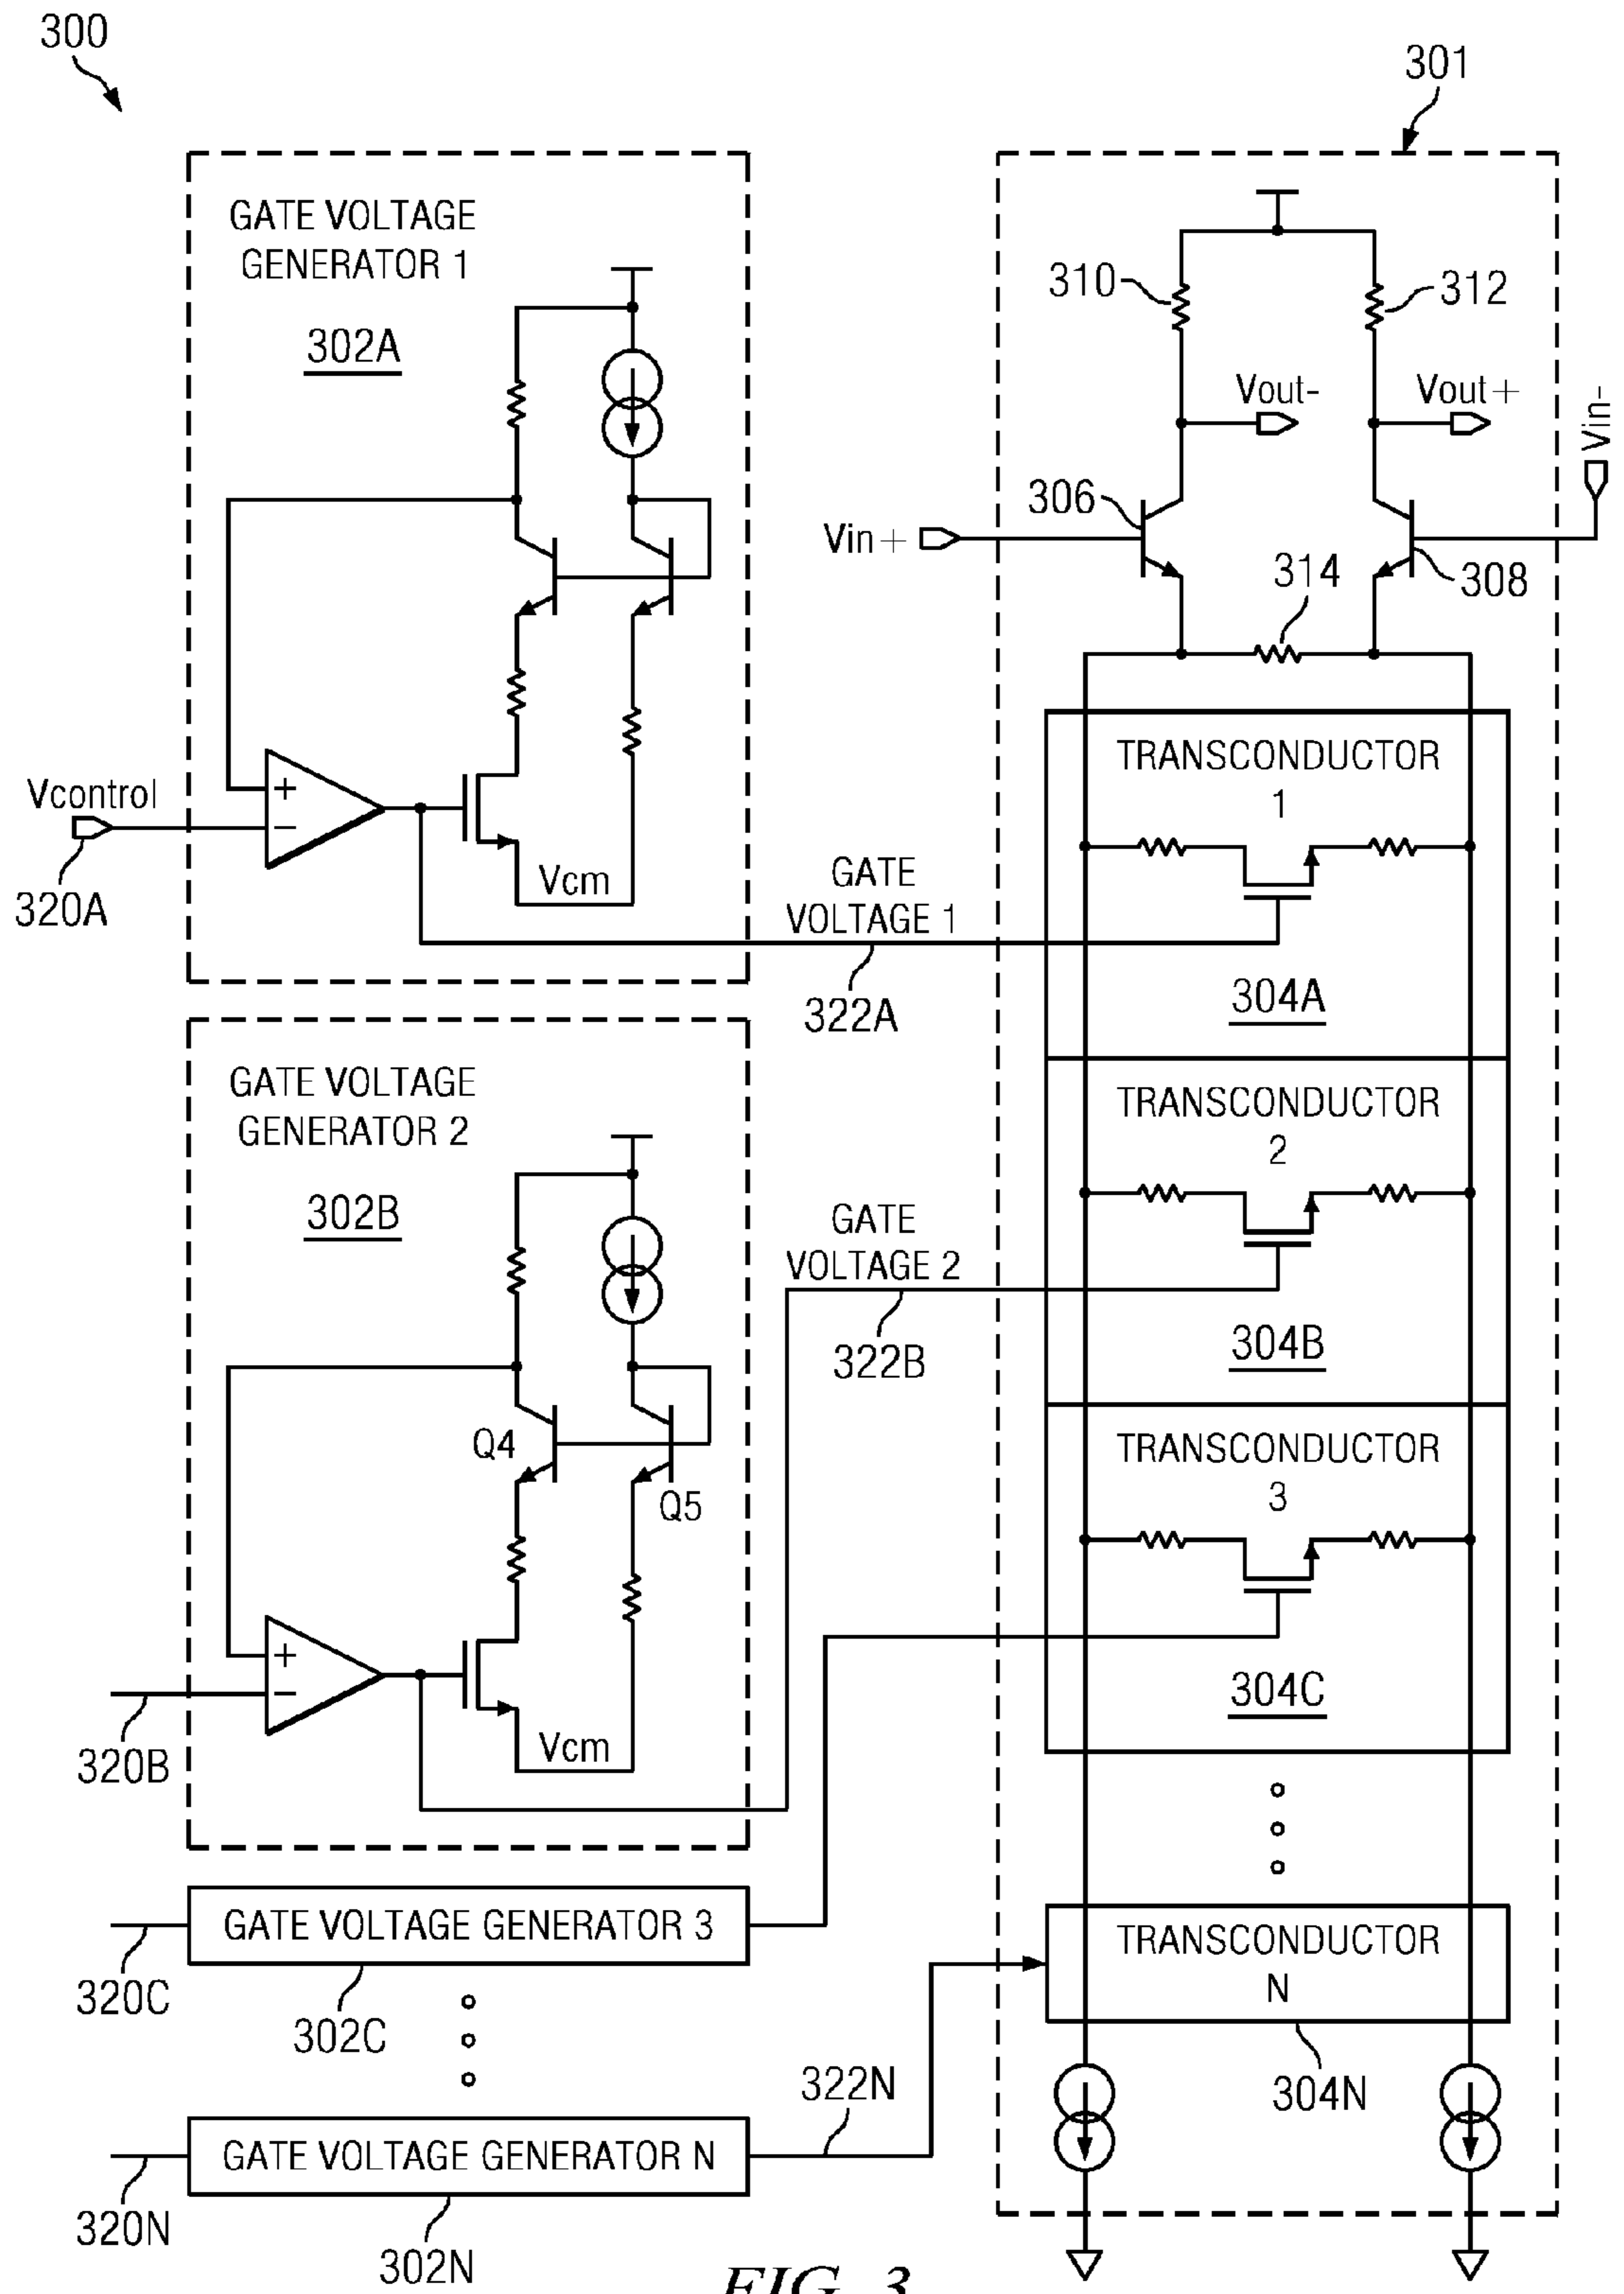 300
301
GATE VOLTAGE
GENERATOR 1
302A
310
312
Vout-
Vout+
Vin-
306
Vin+
314
308
TRANSCONDUCTOR
1
+
−
Vcontrol
320A
Vcm
GATE
VOLTAGE 1
322A
304A
GATE VOLTAGE
GENERATOR 2
302B
TRANSCONDUCTOR
2
GATE
VOLTAGE 2
322B
304B
Q4
Q5
TRANSCONDUCTOR
3
+
−
320B
Vcm
304C
GATE VOLTAGE GENERATOR 3
320C
302C
TRANSCONDUCTOR
N
304N
322N
GATE VOLTAGE GENERATOR N
320N
302N
FIG. 3